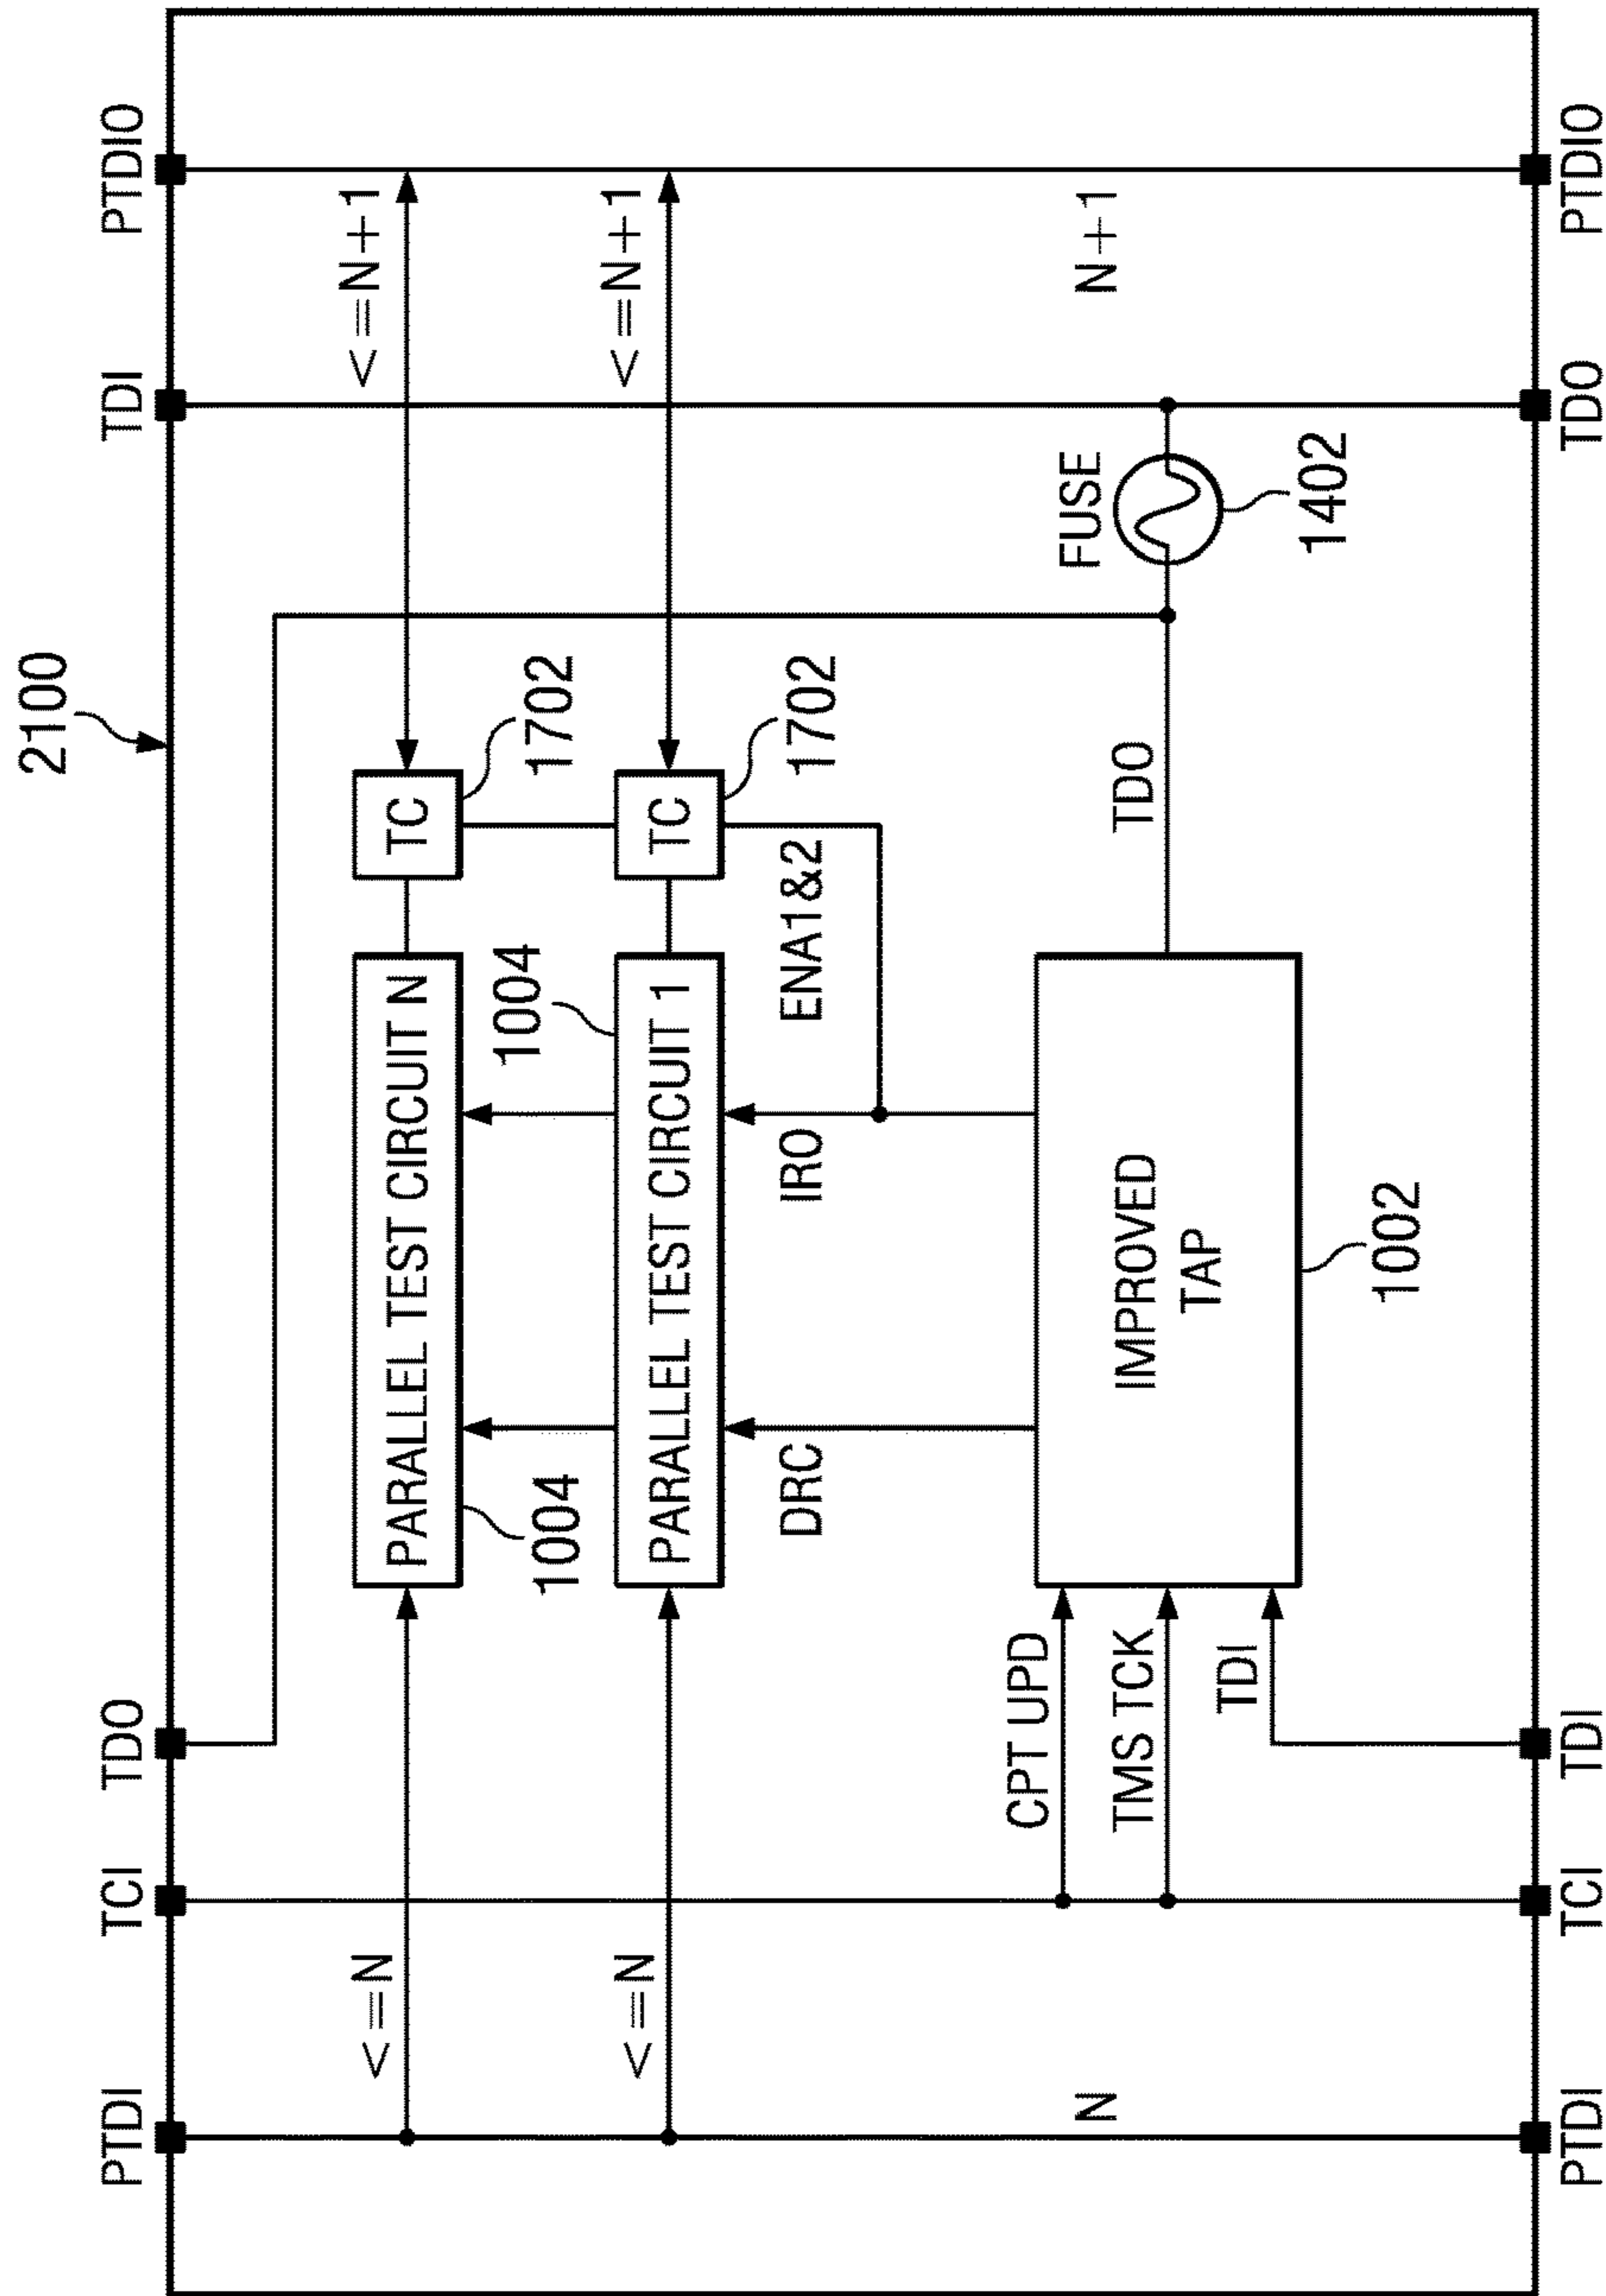 2100
PTDI
TCI
TDO
TDI
PTDIO
<=N
PARALLEL TEST CIRCUIT N
TC
<=N+1
1004
1004
1702
<=N
PARALLEL TEST CIRCUIT 1
TC
<=N+1
DRC
IRO
ENA1&2
1702
CPT UPD
TMS TCK
TDI
IMPROVED
TAP
TDO
FUSE
N
N+1
1402
1002
PTDI
TCI
TDI
TDO
PTDIO